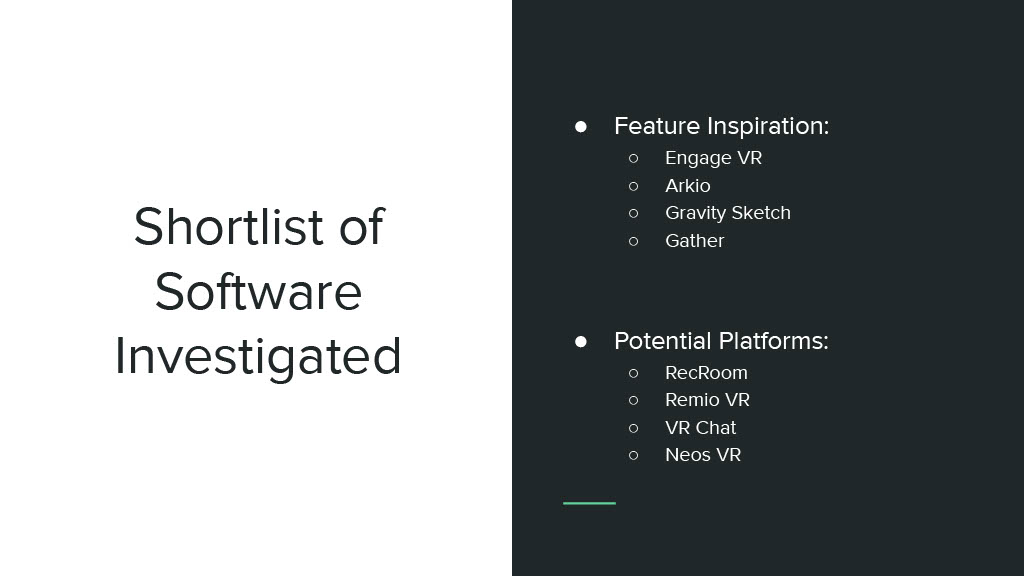 Shortlist of
Software
Investigated
● Feature Inspiration:
○ Engage VR
○ Arkio
○ Gravity Sketch
○ Gather
● Potential Platforms:
○ RecRoom
○ Remio VR
○ VR Chat
○ Neos VR